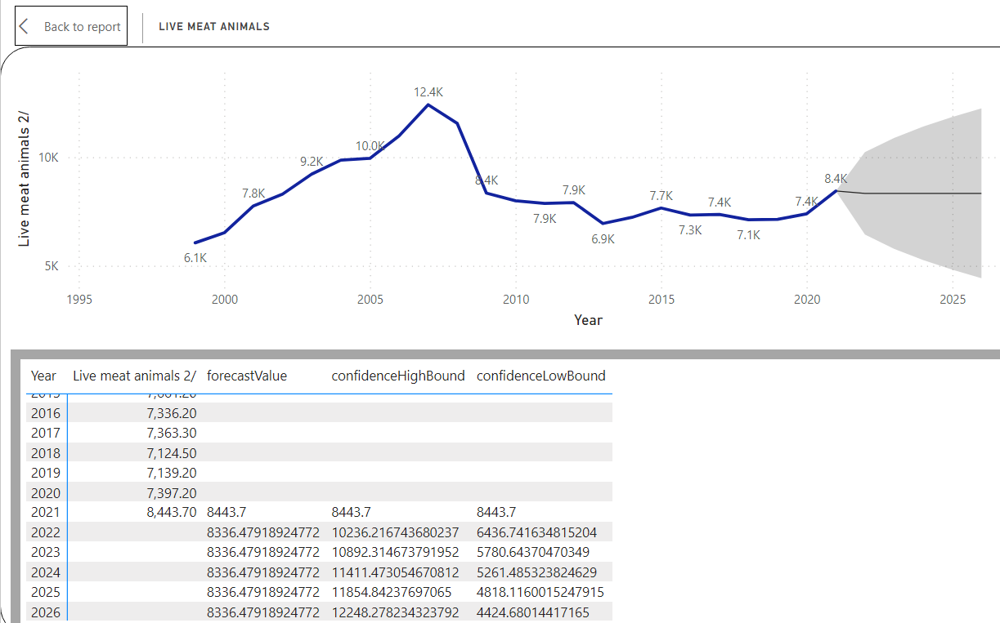 Back to report
LIVE MEAT ANIMALS
Live meat animals 2/
12.4K
10K
10.0K
9.2K
8.4K
8.4K
7.8K
7.9K
7.7K
7.4K
7.4K
7.9K
7.3K
7.1K
6.9K
6.1K
5K
1995 2000 2005 2010 2015 2020 2025
Year
Year Live meat animals 2/ forecastValue confidenceHighBound confidenceLowBound
2016 7,336.20
2017 7,363.30
2018 7,124.50
2019 7,139.20
2020 7,397.20
2021 8,443.70 8443.7 8443.7 8443.7
2022 8336.47918924772 10236.216743680237 6436.741634815204
2023 8336.47918924772 10892.314673791952 5780.64370470349
2024 8336.47918924772 11411.473054670812 5261.485323824629
2025 8336.47918924772 11854.84237697065 4818.1160015247915
2026 8336.47918924772 12248.278234323792 4424.68014417165